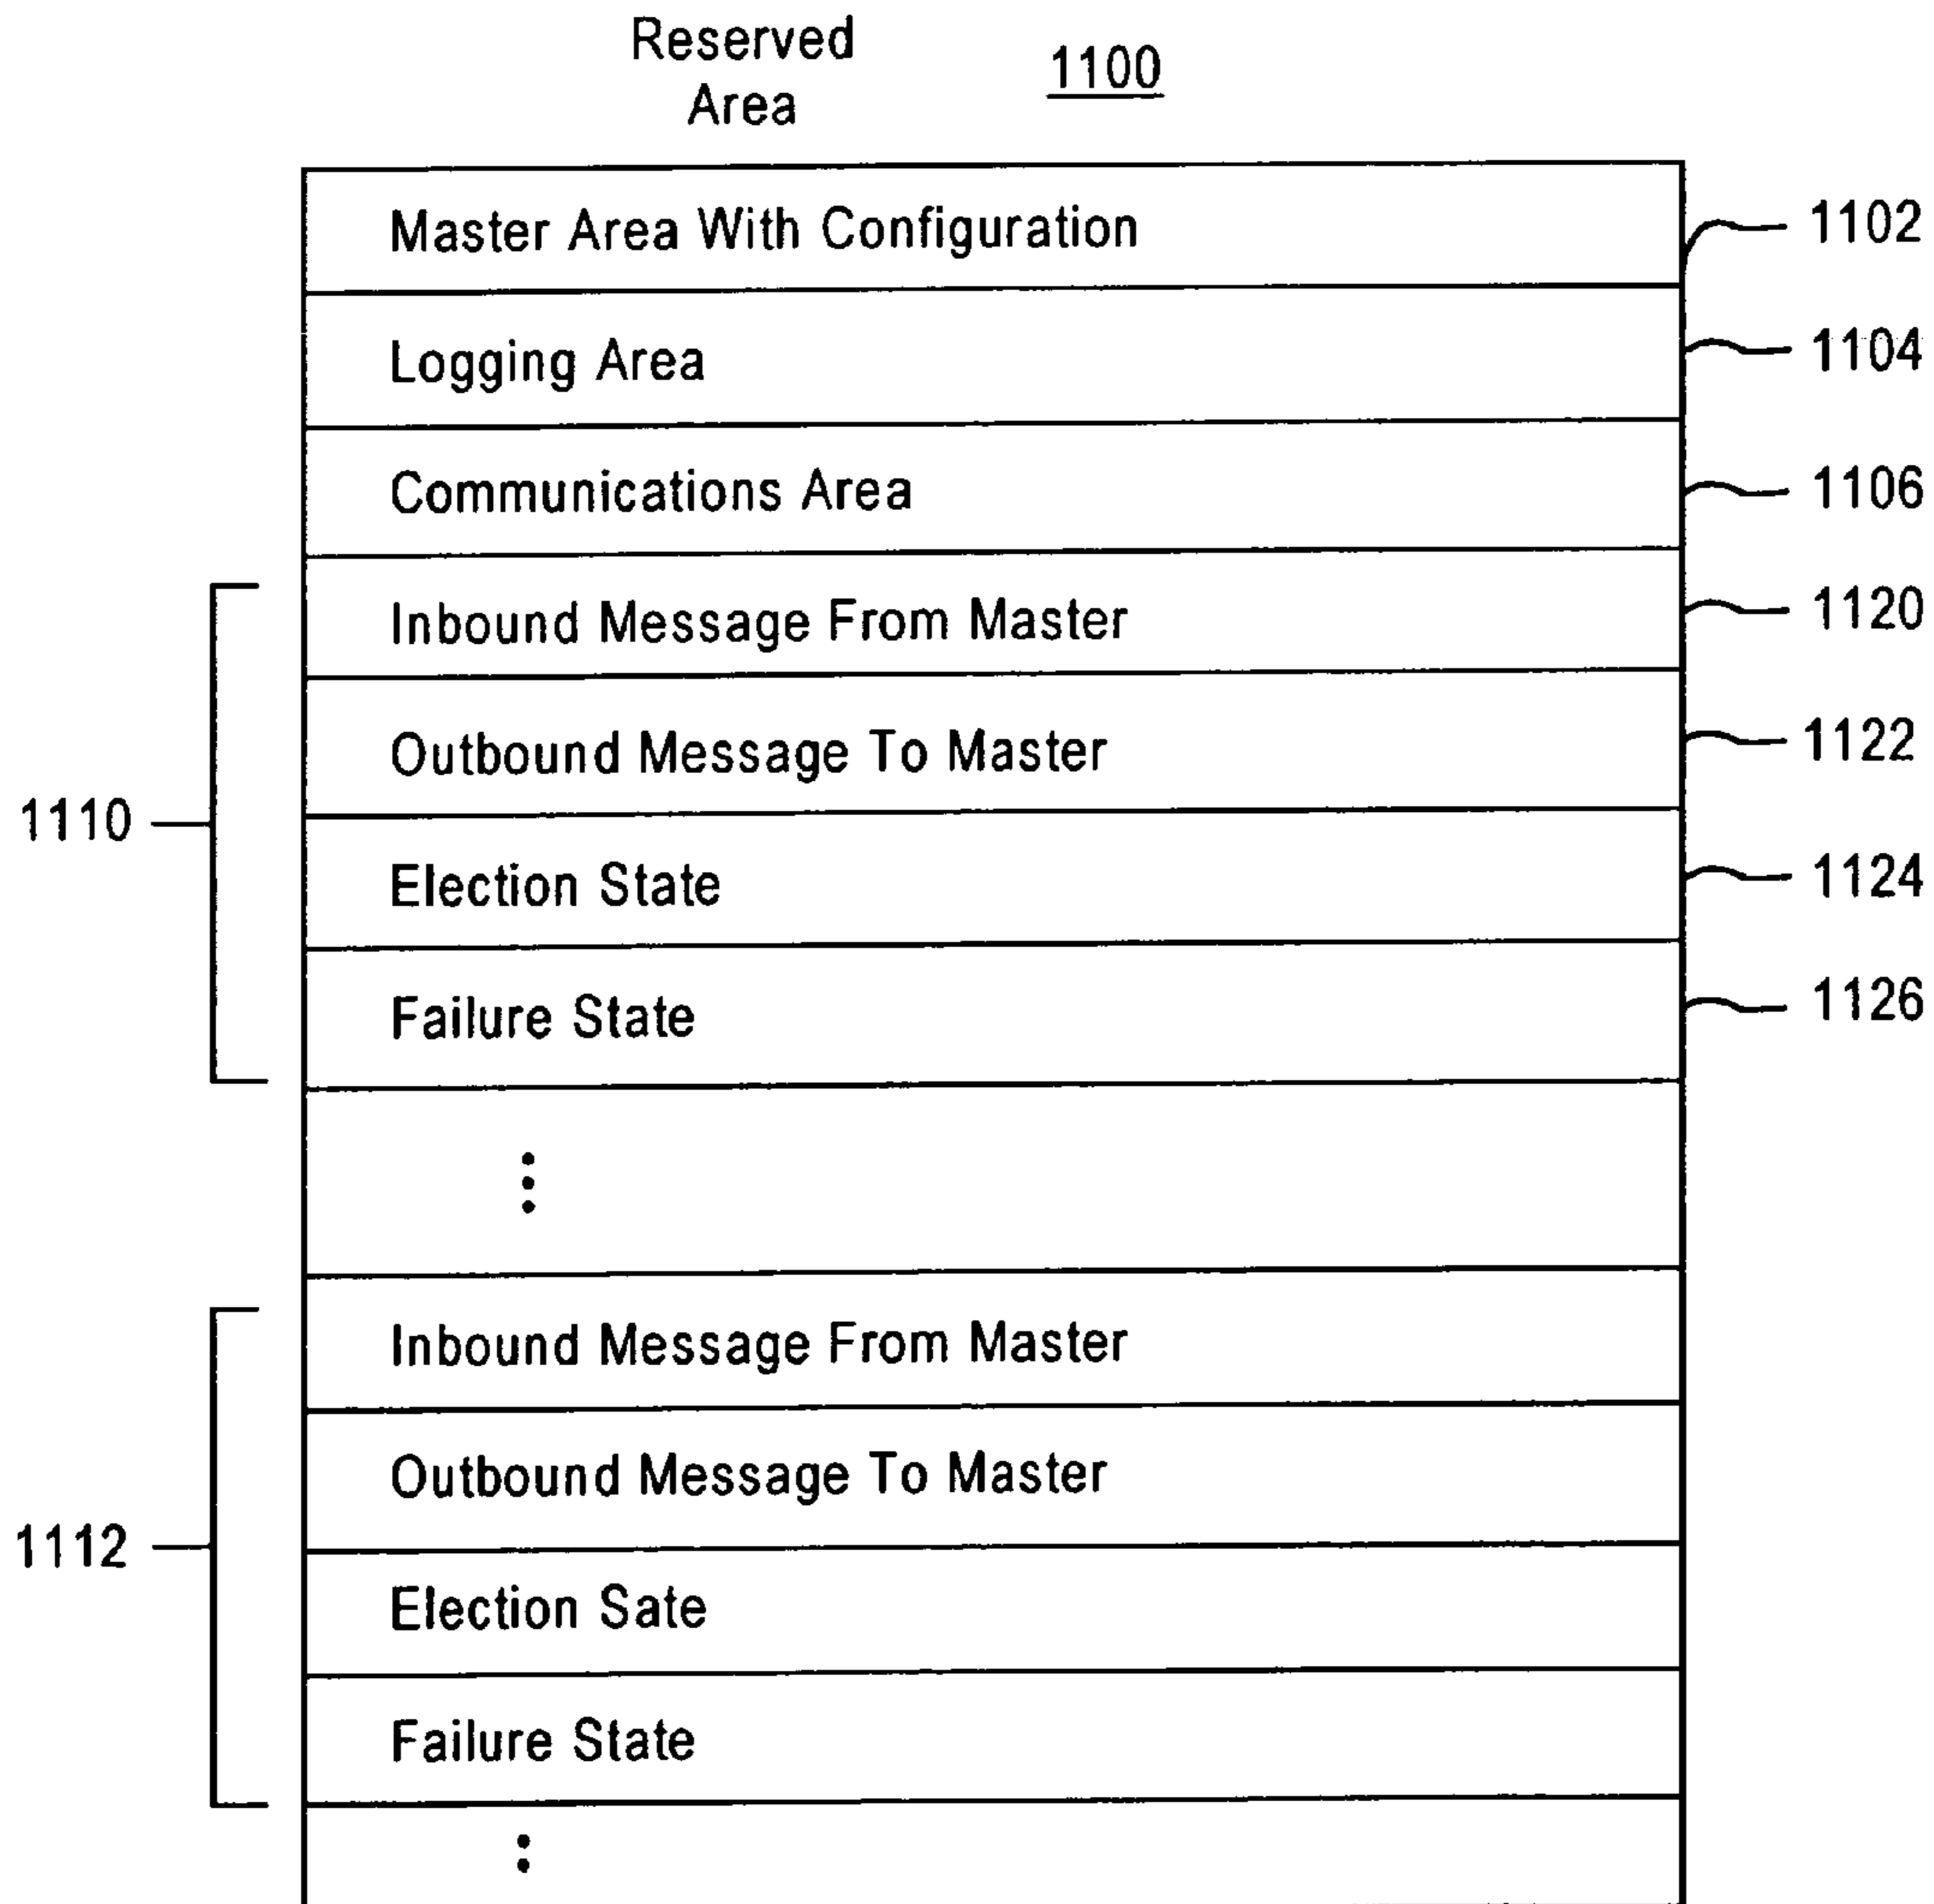 Reserved
Area
1100
Master Area With Configuration
1102
Logging Area
1104
Communications Area
1106
Inbound Message From Master
1120
Outbound Message To Master
1122
1110
Election State
1124
Failure State
1126
Inbound Message From Master
Outbound Message To Master
1112
Election Sate
Failure State